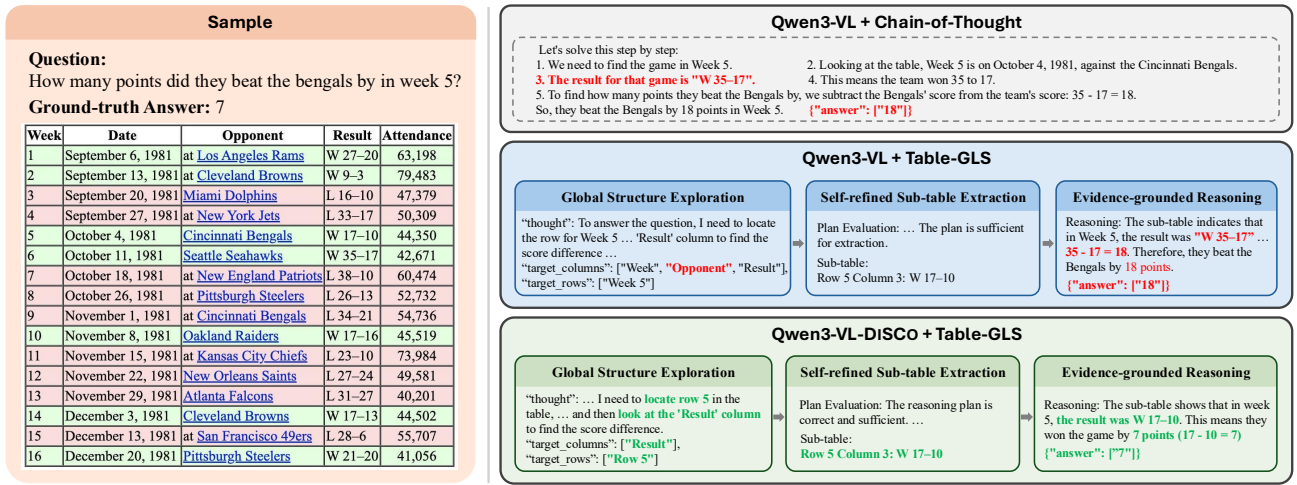 Sample
Question:
How many points did they beat the bengals by in week 5?
Ground-truth Answer: 7
Week Date Opponent Result Attendance
1 September 6, 1981 at Los Angeles Rams W 27–20 63,198
2 September 13, 1981 at Cleveland Browns W 9–3 79,483
3 September 20, 1981 Miami Dolphins L 16–10 47,379
4 September 27, 1981 at New York Jets L 33–17 50,309
5 October 4, 1981 Cincinnati Bengals W 17–10 44,350
6 October 11, 1981 Seattle Seahawks W 35–17 42,671
7 October 18, 1981 at New England Patriots L 38–10 60,474
8 October 26, 1981 at Pittsburgh Steelers L 26–13 52,732
9 November 1, 1981 at Cincinnati Bengals L 34–21 54,736
10 November 8, 1981 Oakland Raiders W 17–16 45,519
11 November 15, 1981 at Kansas City Chiefs L 23–10 73,984
12 November 22, 1981 New Orleans Saints L 27–24 49,581
13 November 29, 1981 Atlanta Falcons L 31–27 40,201
14 December 3, 1981 Cleveland Browns W 17–13 44,502
15 December 13, 1981 at San Francisco 49ers L 28–6 55,707
16 December 20, 1981 Pittsburgh Steelers W 21–20 41,056
Qwen3-VL + Chain-of-Thought
Let's solve this step by step:
1. We need to find the game in Week 5. 2. Looking at the table, Week 5 is on October 4, 1981, against the Cincinnati Bengals.
3. The result for that game is "W 35–17". 4. This means the team won 35 to 17.
5. To find how many points they beat the Bengals by, we subtract the Bengals' score from the team's score: 35 - 17 = 18.
So, they beat the Bengals by 18 points in Week 5. {"answer": ["18"]}
Qwen3-VL + Table-GLS
Global Structure Exploration
“thought”: To answer the question, I need to locate
the row for Week 5 … 'Result' column to find the
score difference …
“target_columns”: ["Week", "Opponent", "Result"],
“target_rows”: ["Week 5"]
Self-refined Sub-table Extraction
Plan Evaluation: … The plan is sufficient
for extraction.
Sub-table:
Row 5 Column 3: W 17–10
Evidence-grounded Reasoning
Reasoning: The sub-table indicates that
in Week 5, the result was "W 35–17” …
35 - 17 = 18. Therefore, they beat the
Bengals by 18 points.
{"answer": ["18"]}
Qwen3-VL-DISCO + Table-GLS
Global Structure Exploration
“thought”: … I need to locate row 5 in the
table, … and then look at the 'Result' column
to find the score difference.
“target_columns”: ["Result"],
“target_rows”: ["Row 5"]
Self-refined Sub-table Extraction
Plan Evaluation: The reasoning plan is
correct and sufficient. …
Sub-table:
Row 5 Column 3: W 17–10
Evidence-grounded Reasoning
Reasoning: The sub-table shows that in week
5, the result was W 17–10. This means they
won the game by 7 points (17 - 10 = 7)
{"answer": ["7"]}